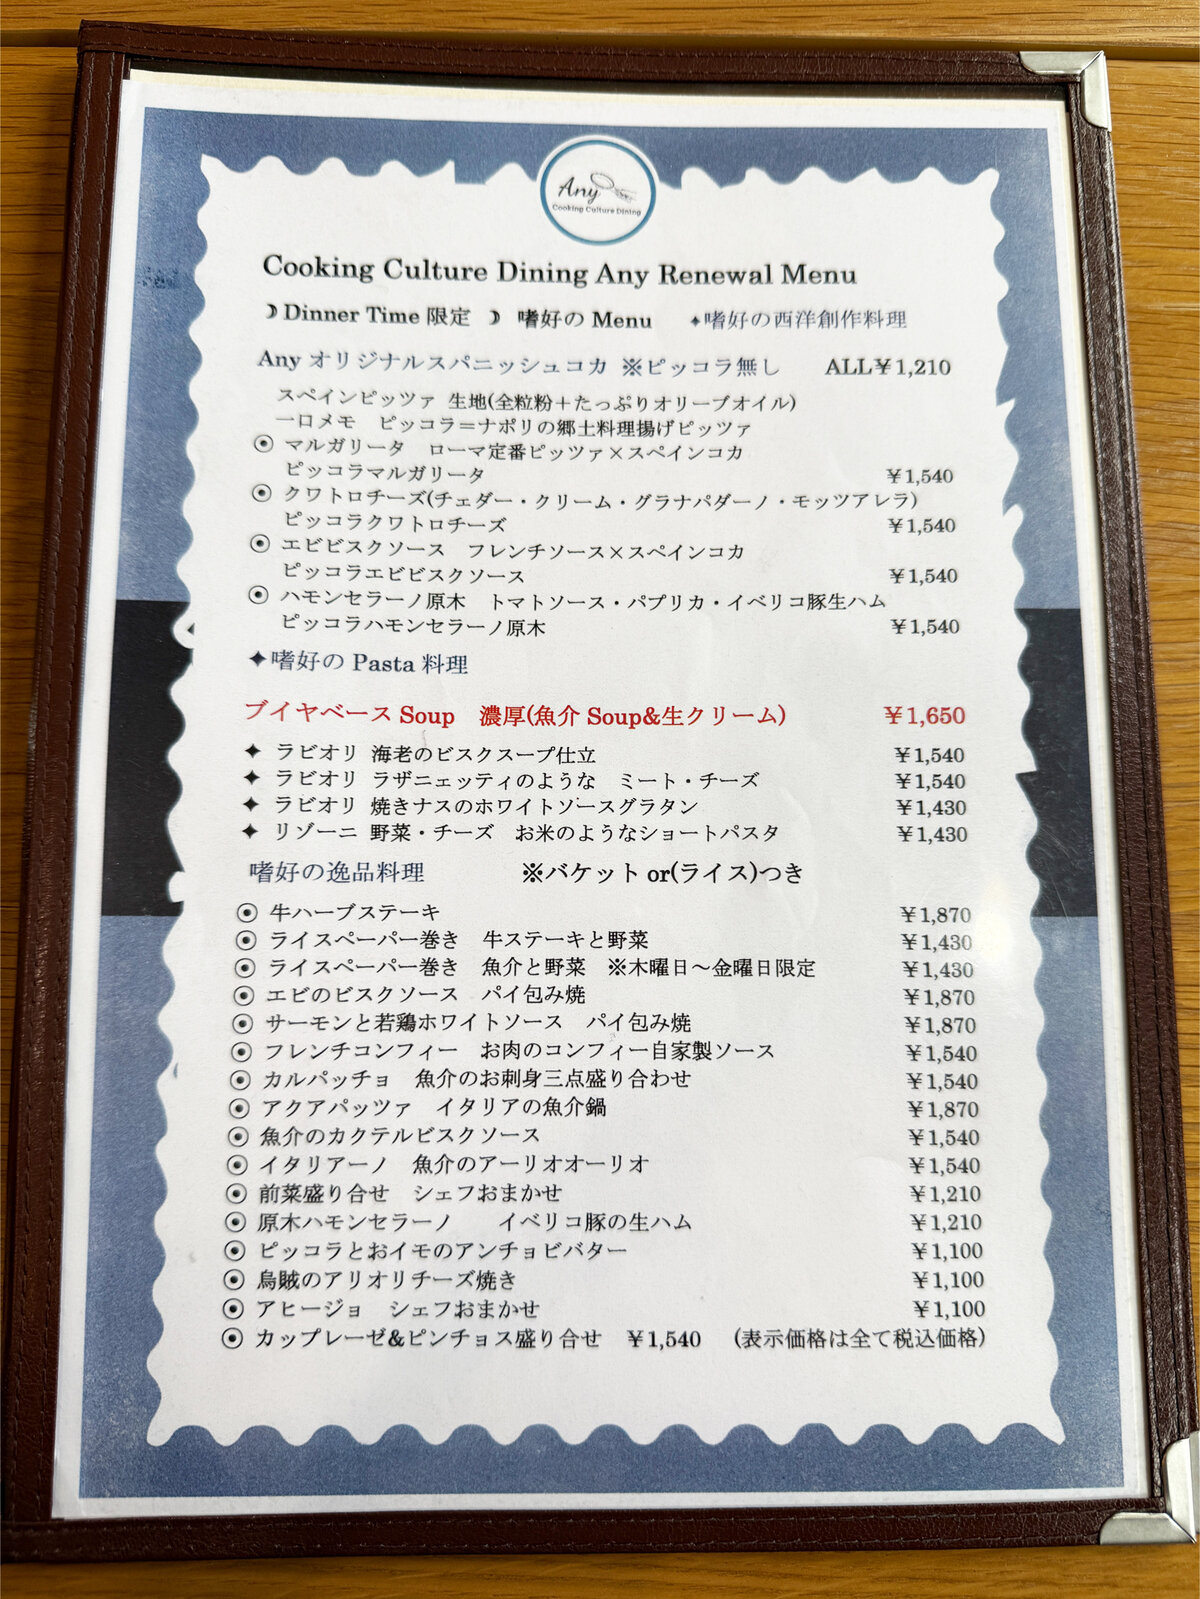 Any
Cooking Culture Dining
Cooking Culture Dining Any Renewal Menu
☽Dinner Time 限定 ☽ 嗜好の Menu ✦嗜好の西洋創作料理
Any オリジナルスパニッシュコカ ※ピッコラ無し ALL¥1,210
スペインピッツァ 生地(全粒粉+たっぷりオリーブオイル)
一口メモ ピッコラ=ナポリの郷土料理揚げピッツァ
◉ マルガリータ ローマ定番ピッツァ×スペインコカ
ピッコラマルガリータ ¥1,540
◉ クワトロチーズ(チェダー・クリーム・グラナパダーノ・モッツアレラ)
ピッコラクワトロチーズ ¥1,540
◉ エビビスクソース フレンチソース×スペインコカ
ピッコラエビビスクソース ¥1,540
◉ ハモンセラーノ原木 トマトソース・パプリカ・イベリコ豚生ハム
ピッコラハモンセラーノ原木 ¥1,540
✦嗜好の Pasta 料理
ブイヤベース Soup 濃厚(魚介 Soup&生クリーム) ¥1,650
✦ ラビオリ 海老のビスクスープ仕立 ¥1,540
✦ ラビオリ ラザニェッティのような ミート・チーズ ¥1,540
✦ ラビオリ 焼きナスのホワイトソースグラタン ¥1,430
✦ リゾーニ 野菜・チーズ お米のようなショートパスタ ¥1,430
嗜好の逸品料理 ※バケット or(ライス)つき
◉ 牛ハーブステーキ ¥1,870
◉ ライスペーパー巻き 牛ステーキと野菜 ¥1,430
◉ ライスペーパー巻き 魚介と野菜 ※木曜日～金曜日限定 ¥1,430
◉ エビのビスクソース パイ包み焼 ¥1,870
◉ サーモンと若鶏ホワイトソース パイ包み焼 ¥1,870
◉ フレンチコンフィー お肉のコンフィー自家製ソース ¥1,540
◉ カルパッチョ 魚介のお刺身三点盛り合わせ ¥1,540
◉ アクアパッツァ イタリアの魚介鍋 ¥1,870
◉ 魚介のカクテルビスクソース ¥1,540
◉ イタリアーノ 魚介のアーリオオーリオ ¥1,540
◉ 前菜盛り合せ シェフおまかせ ¥1,210
◉ 原木ハモンセラーノ イベリコ豚の生ハム ¥1,210
◉ ピッコラとおイモのアンチョビバター ¥1,100
◉ 烏賊のアリオリチーズ焼き ¥1,100
◉ アヒージョ シェフおまかせ ¥1,100
◉ カップレーゼ&ピンチョス盛り合せ ¥1,540 (表示価格は全て税込価格)